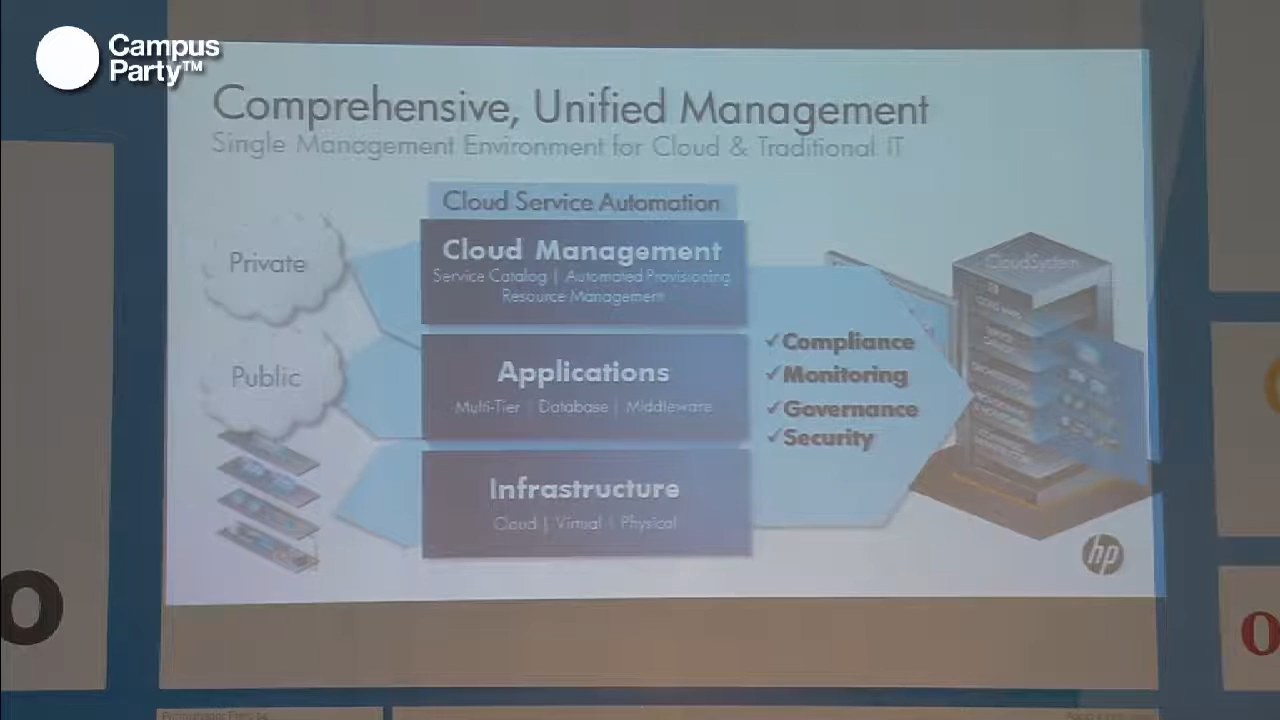 Campus
Party™
Comprehensive, Unified Management
Single Management Environment for Cloud & Traditional IT
Cloud Service Automation
Cloud Management
Service Catalog | Automated Provisioning
Resource Management
Private
Public
Applications
Multi-Tier | Database | Middleware
Infrastructure
Cloud | Virtual | Physical
✓Compliance
✓Monitoring
✓Governance
✓Security
CloudSystem
hp
o